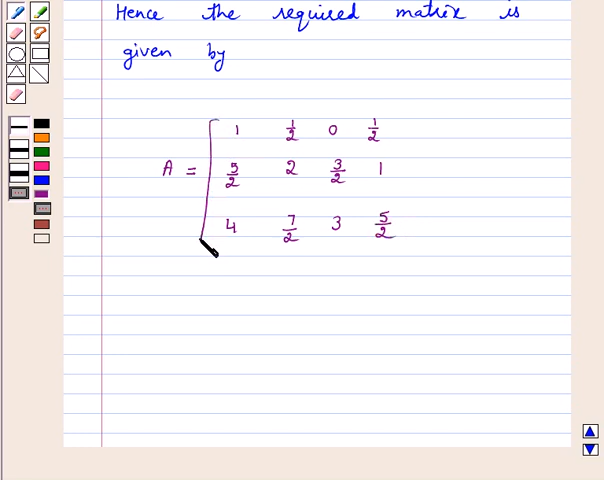 Hence the required matrix is
given by
1 1/2 0 1/2
A = 5/2 2 3/2 1
4 7/2 3 5/2